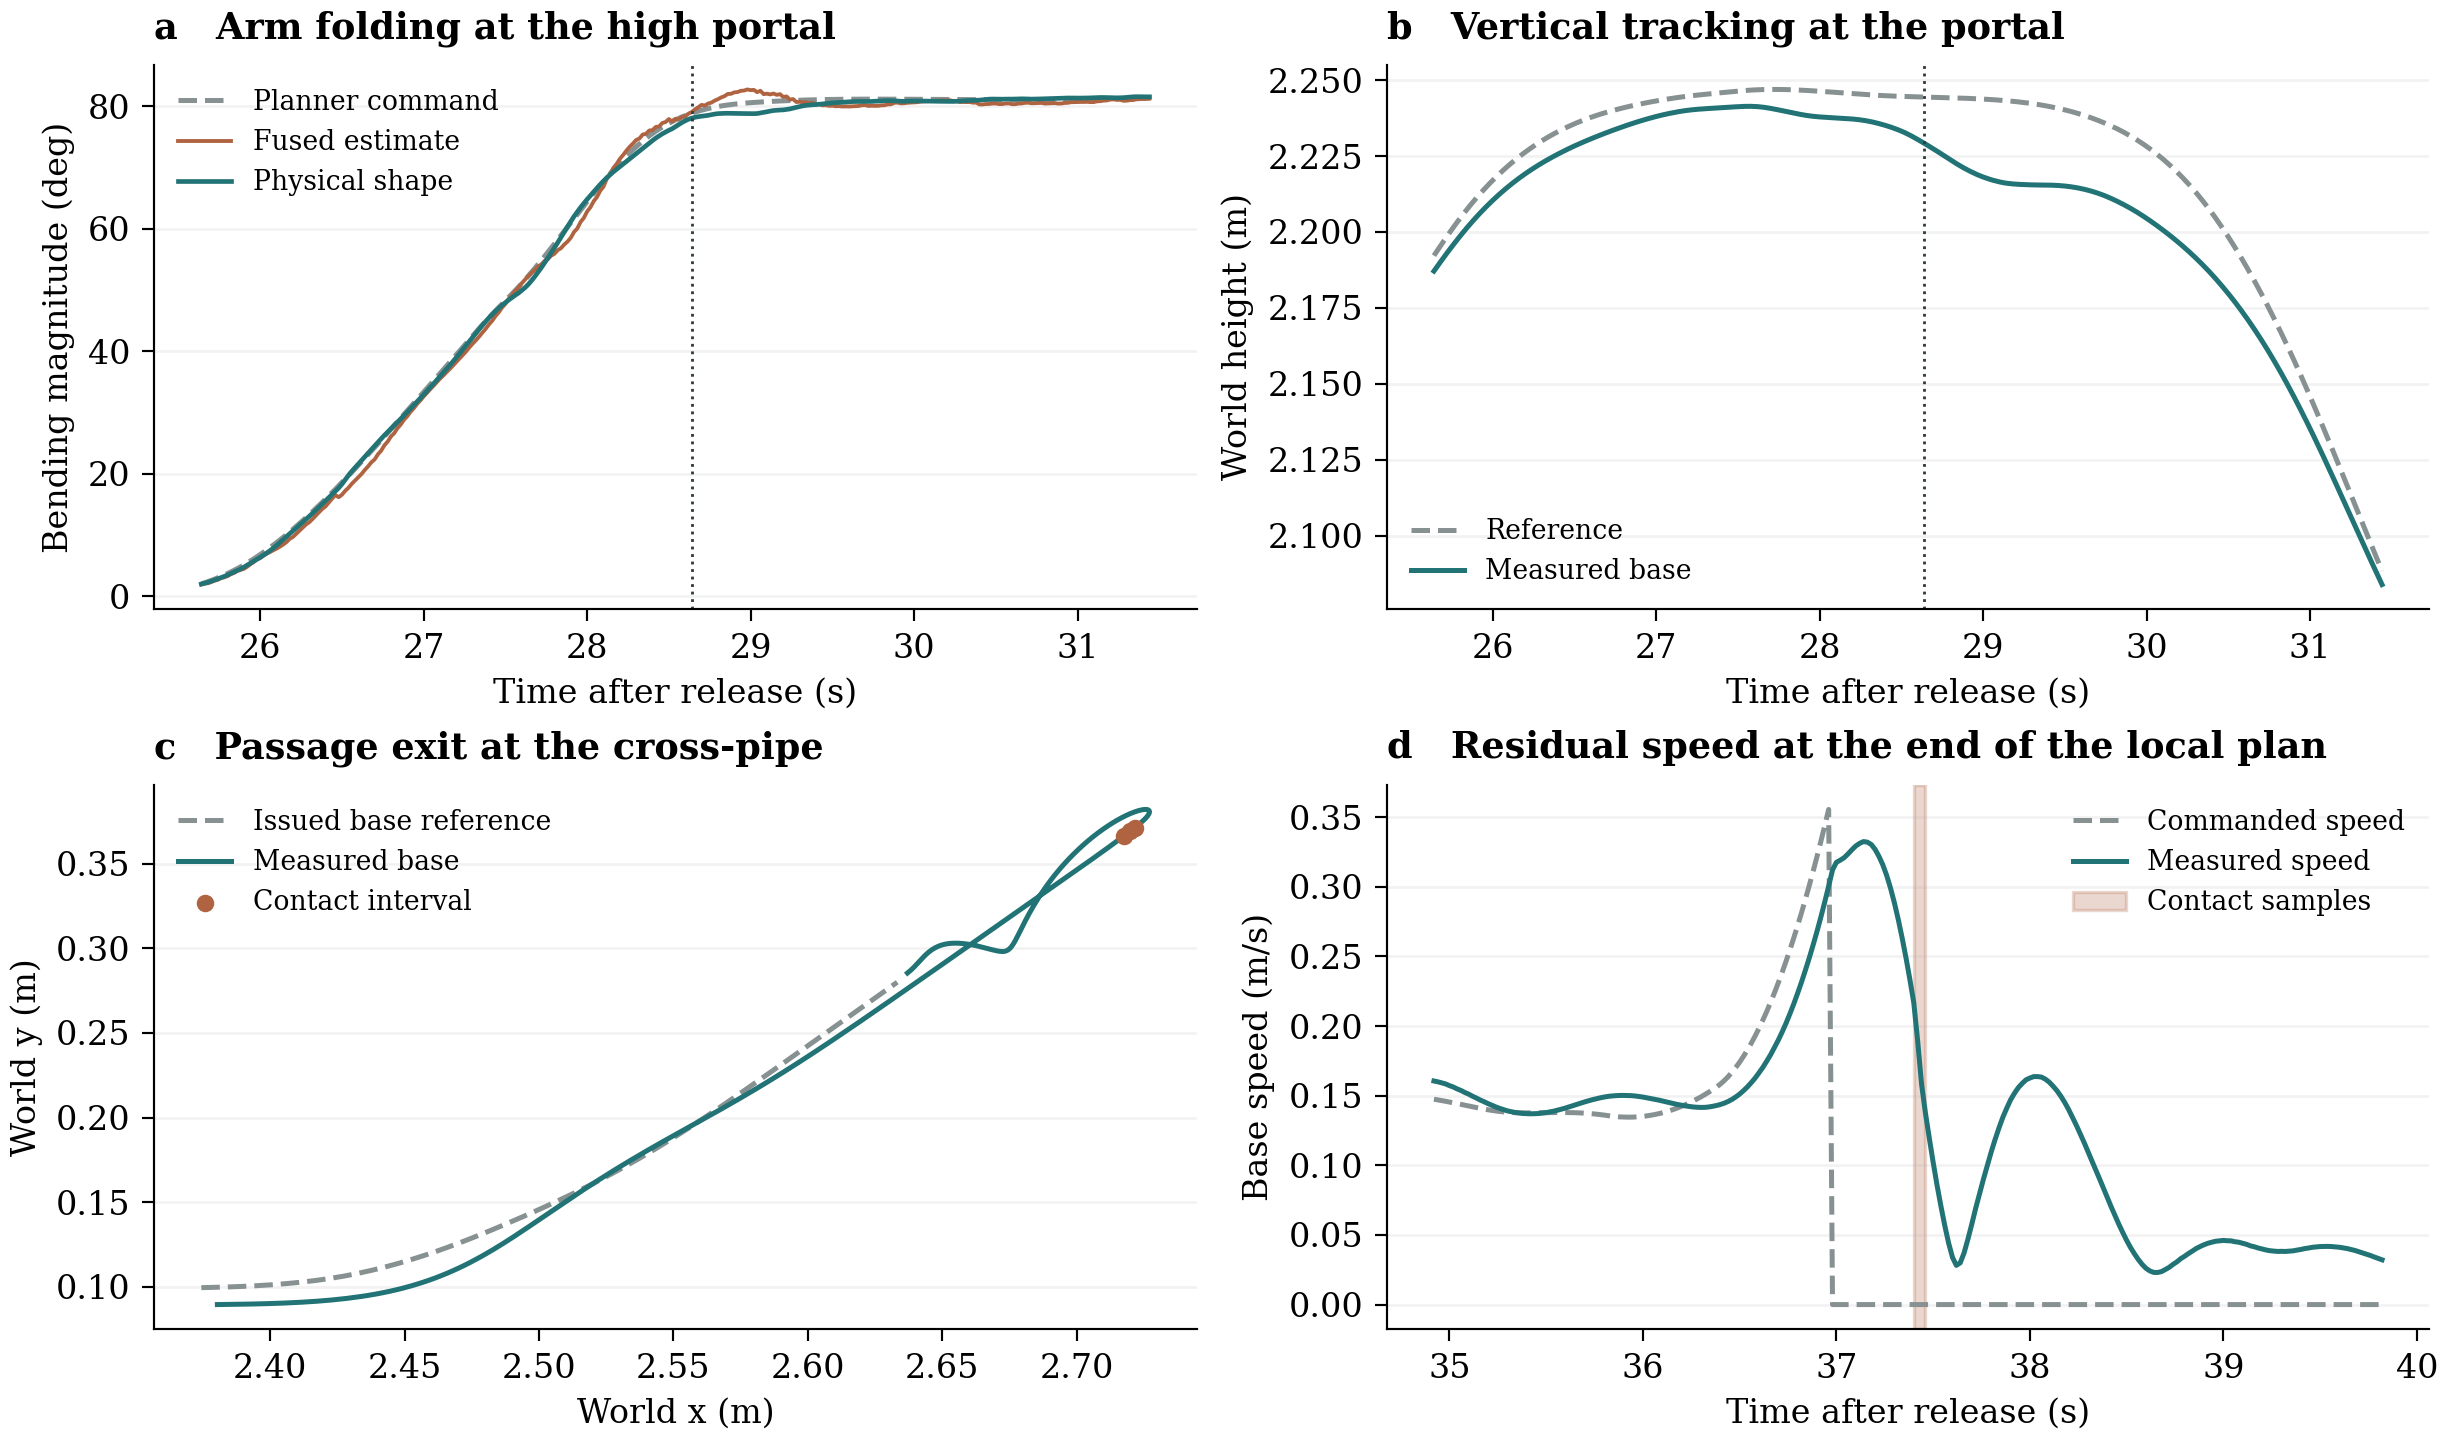 a Arm folding at the high portal
Planner command
Fused estimate
Physical shape
Bending magnitude (deg)
80
60
40
20
0
26 27 28 29 30 31
Time after release (s)
b Vertical tracking at the portal
World height (m)
2.250
2.225
2.200
2.175
2.150
2.125
2.100
Reference
Measured base
26 27 28 29 30 31
Time after release (s)
c Passage exit at the cross-pipe
Issued base reference
Measured base
Contact interval
World y (m)
0.35
0.30
0.25
0.20
0.15
0.10
2.40 2.45 2.50 2.55 2.60 2.65 2.70
World x (m)
d Residual speed at the end of the local plan
Commanded speed
Measured speed
Contact samples
Base speed (m/s)
0.35
0.30
0.25
0.20
0.15
0.10
0.05
0.00
35 36 37 38 39 40
Time after release (s)